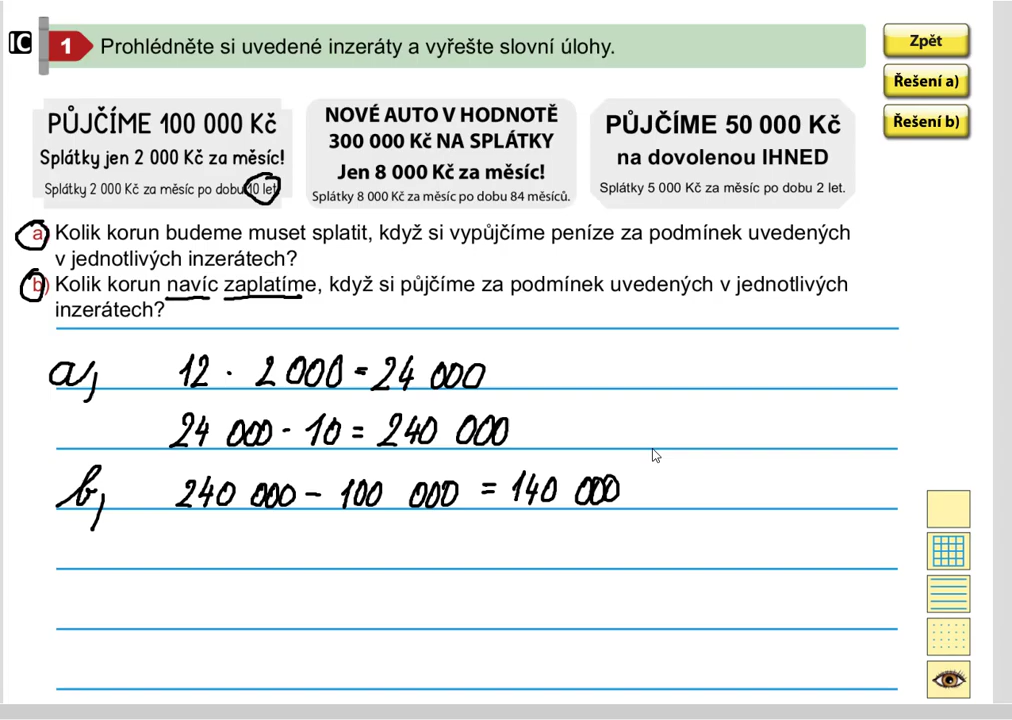 IC
1 Prohlédněte si uvedené inzeráty a vyřešte slovní úlohy.
Zpět
Řešení a)
Řešení b)
PŮJČÍME 100 000 Kč
Splátky jen 2 000 Kč za měsíc!
Splátky 2 000 Kč za měsíc po dobu 10 let
NOVÉ AUTO V HODNOTĚ
300 000 Kč NA SPLÁTKY
Jen 8 000 Kč za měsíc!
Splátky 8 000 Kč za měsíc po dobu 84 měsíců.
PŮJČÍME 50 000 Kč
na dovolenou IHNED
Splátky 5 000 Kč za měsíc po dobu 2 let.
a) Kolik korun budeme muset splatit, když si vypůjčíme peníze za podmínek uvedených
v jednotlivých inzerátech?
b) Kolik korun navíc zaplatíme, když si půjčíme za podmínek uvedených v jednotlivých
inzerátech?
a) 12 · 2 000 = 24 000
24 000 · 10 = 240 000
b) 240 000 – 100 000 = 140 000